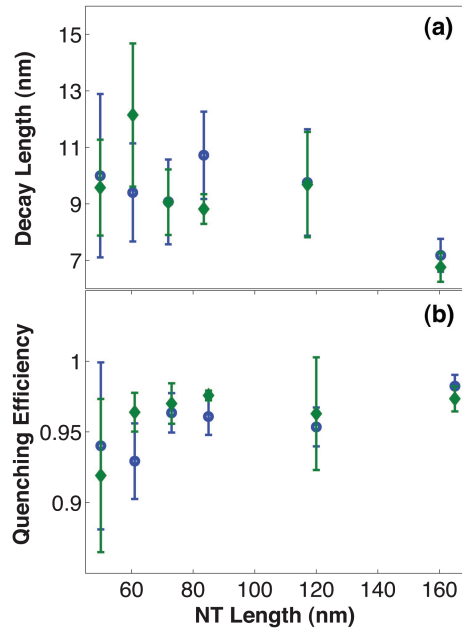 (a)
15
13
11
9
7
Decay Length (nm)
(b)
1
0.95
0.9
Quenching Efficiency
60 80 100 120 140 160
NT Length (nm)